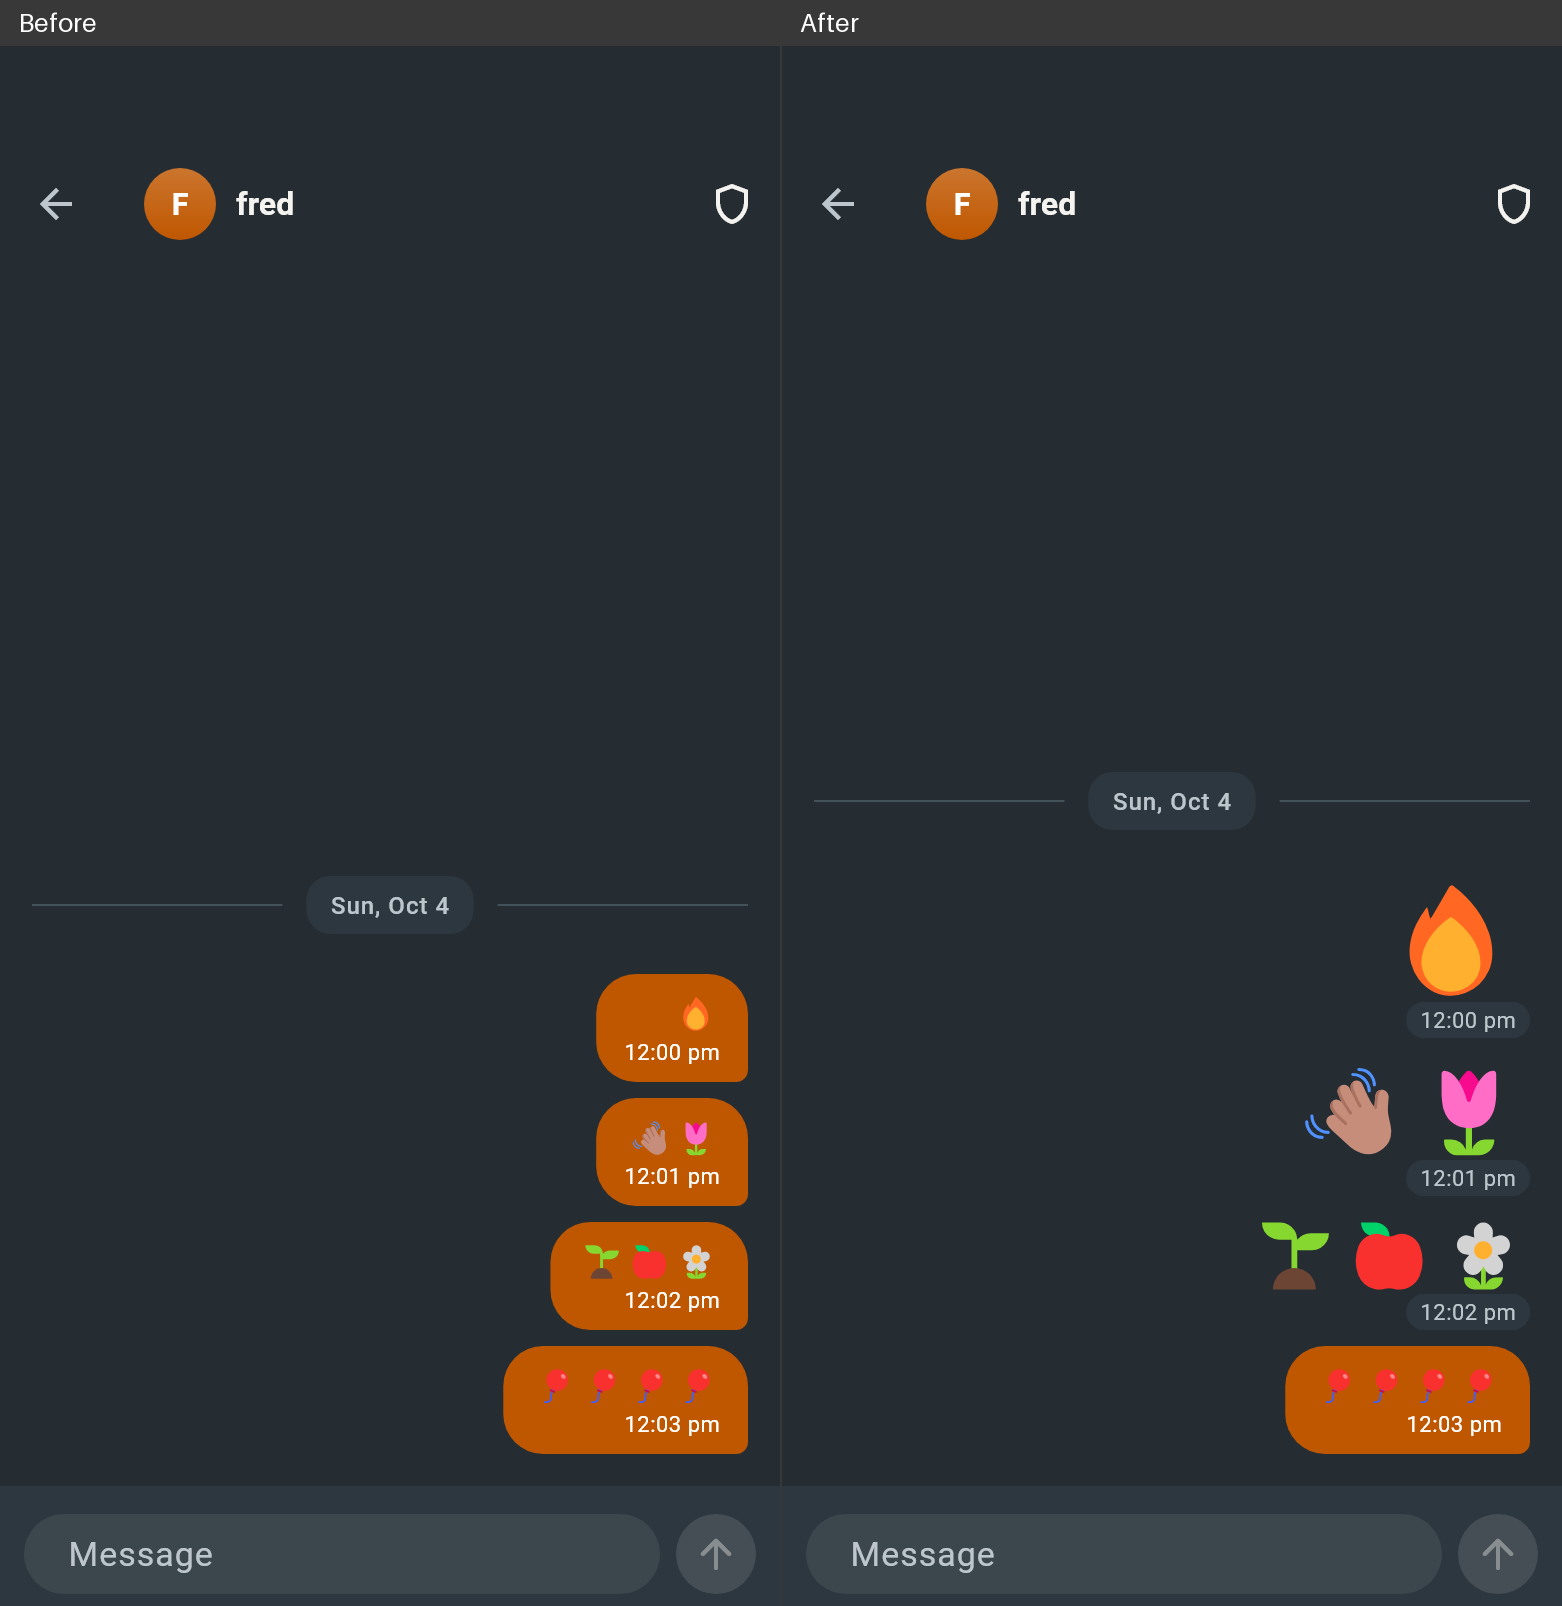 Before
F
fred
Sun, Oct 4
🔥
12:00 pm
👋🏽 🌷
12:01 pm
🌱 🍎 🌼
12:02 pm
🎈 🎈 🎈 🎈
12:03 pm
Message
After
F
fred
Sun, Oct 4
🔥
12:00 pm
👋🏽 🌷
12:01 pm
🌱 🍎 🌼
12:02 pm
🎈 🎈 🎈 🎈
12:03 pm
Message